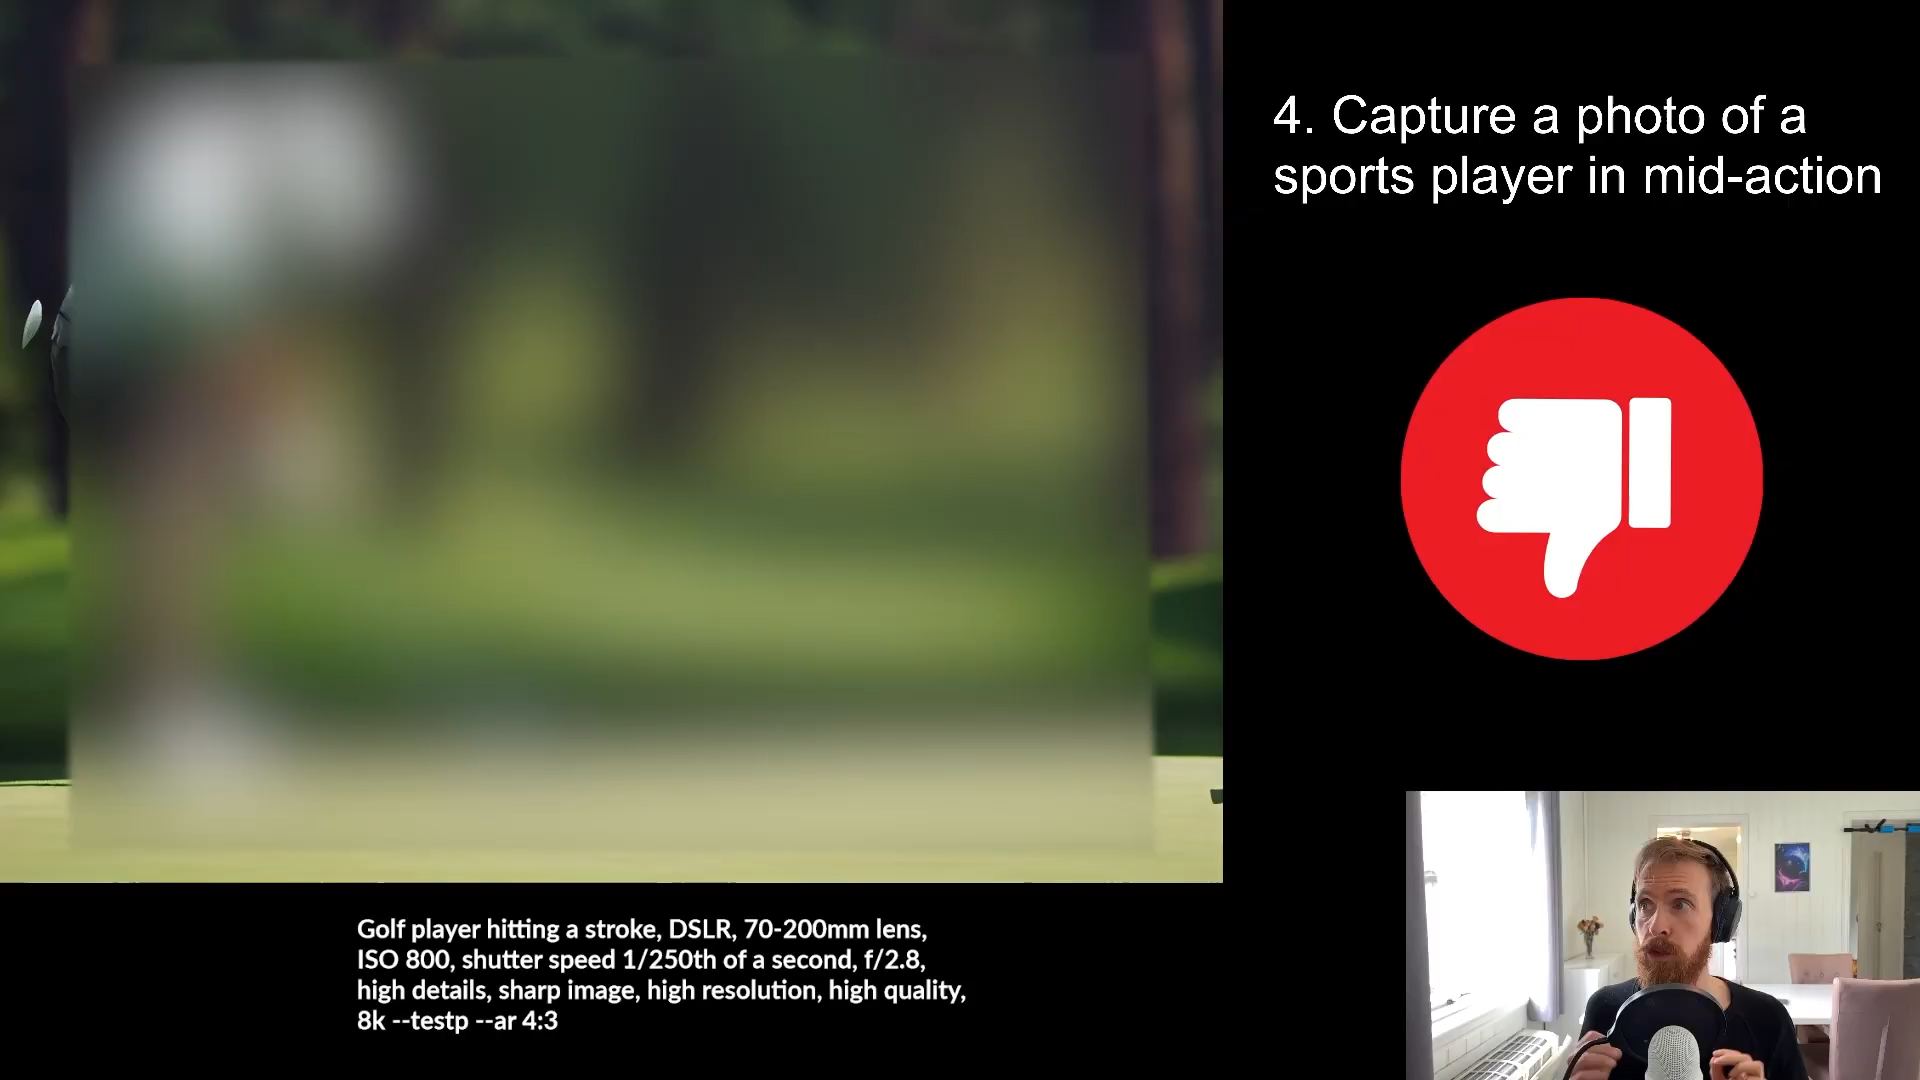 4. Capture a photo of a
sports player in mid-action
Golf player hitting a stroke, DSLR, 70-200mm lens,
ISO 800, shutter speed 1/250th of a second, f/2.8,
high details, sharp image, high resolution, high quality,
8k --testp --ar 4:3